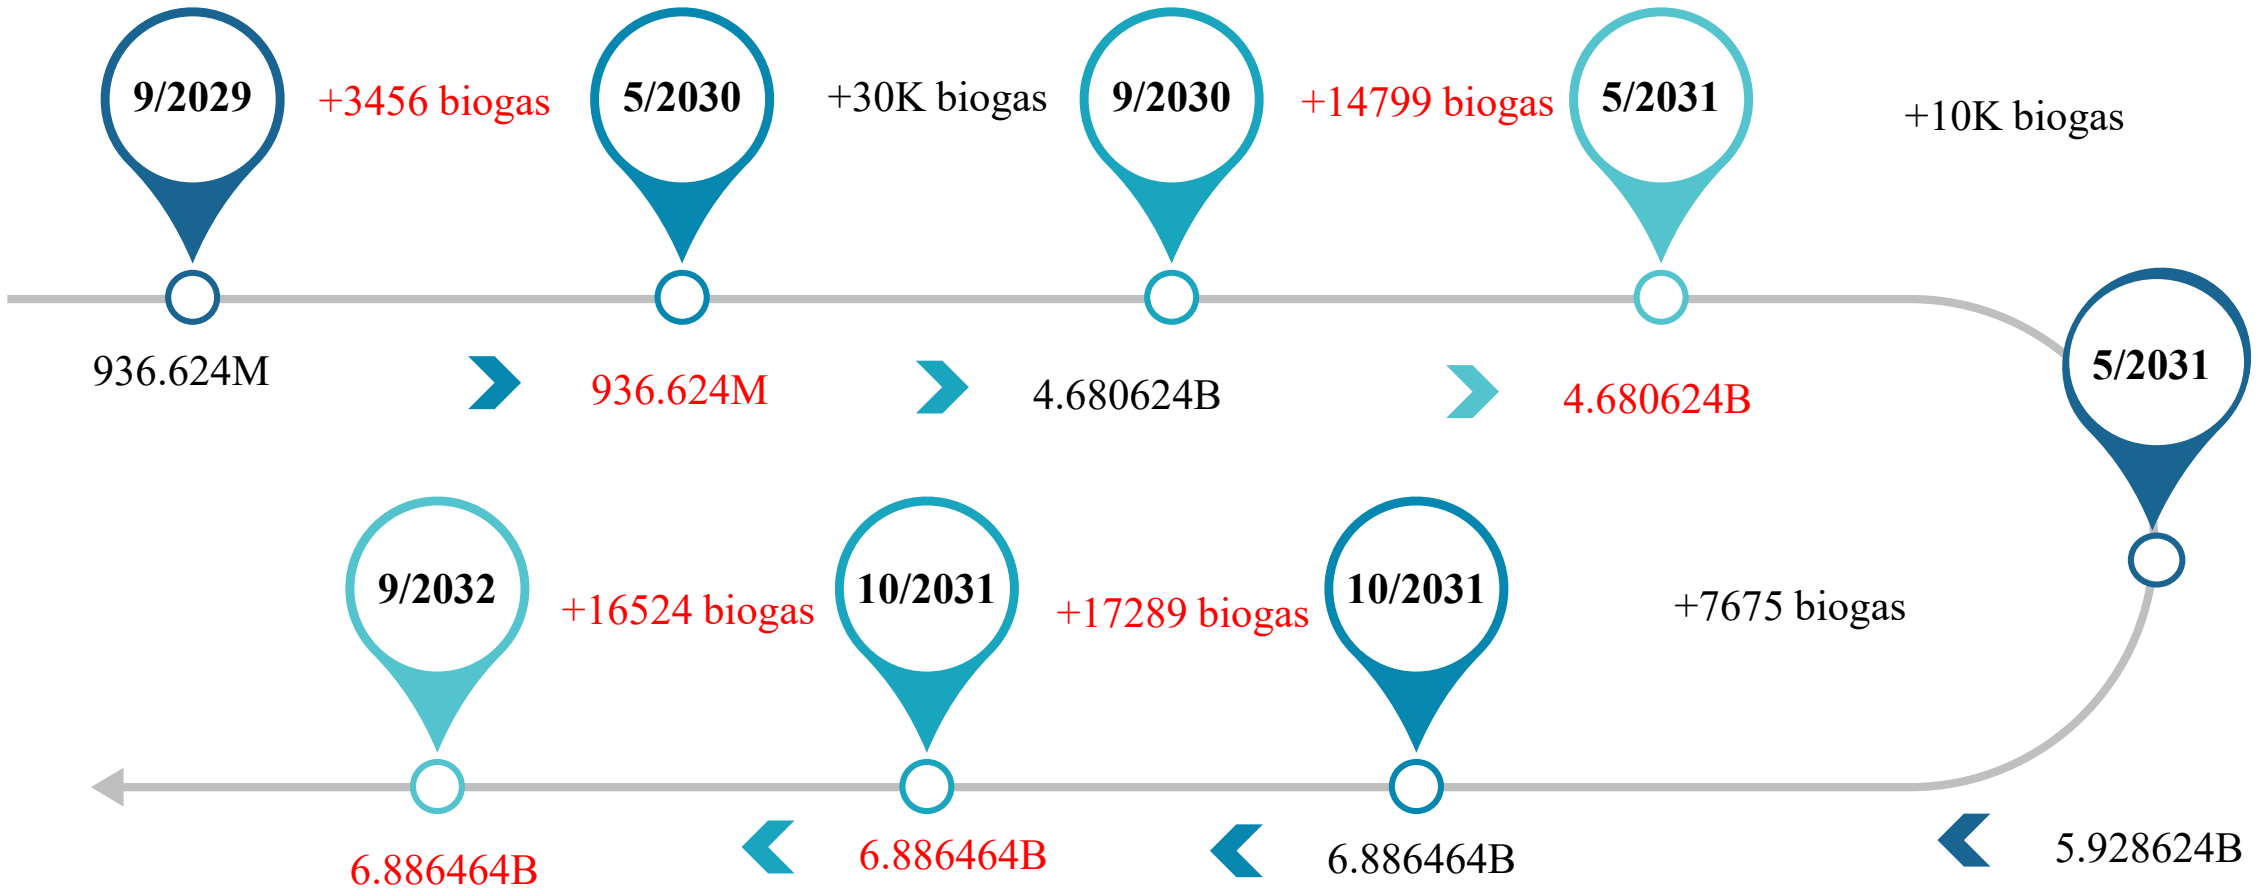 9/2029
+3456 biogas
5/2030
+30K biogas
9/2030
+14799 biogas
5/2031
+10K biogas
936.624M
936.624M
4.680624B
4.680624B
5/2031
9/2032
+16524 biogas
10/2031
+17289 biogas
10/2031
+7675 biogas
6.886464B
6.886464B
6.886464B
5.928624B